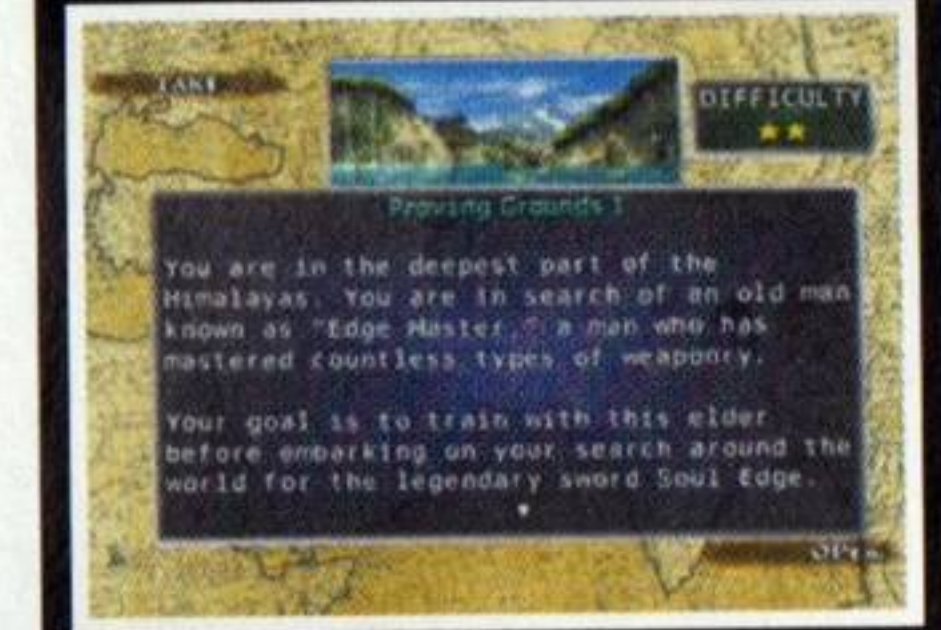 DIFFICULTY
Proving Grounds 1
You are in the deepest part of the
Himalayas. You are in search of an old man
known as "Edge Master," a man who has
mastered countless types of weaponry.
Your goal is to train with this elder
before embarking on your search around the
world for the legendary sword Soul Edge.